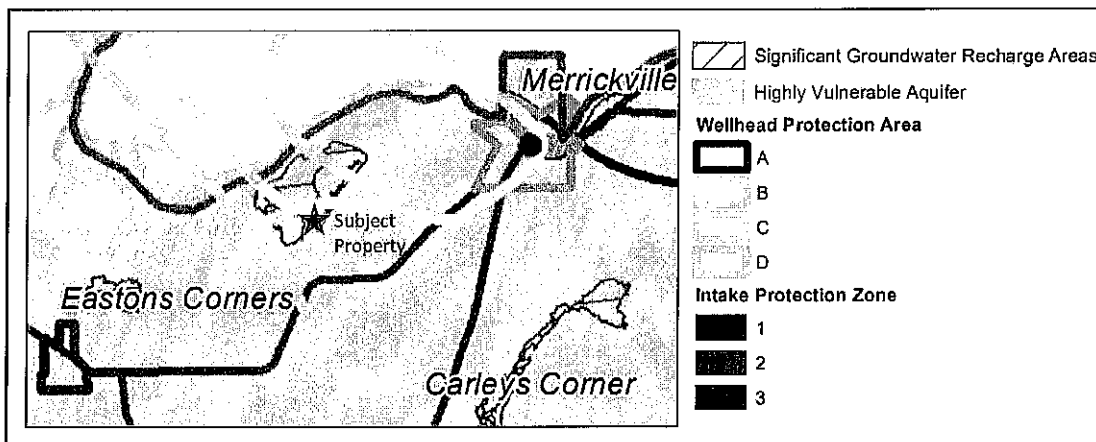 Merrickville
Subject
Property
Eastons Corners
Carleys Corner
Significant Groundwater Recharge Areas
Highly Vulnerable Aquifer
Wellhead Protection Area
A
B
C
D
Intake Protection Zone
1
2
3